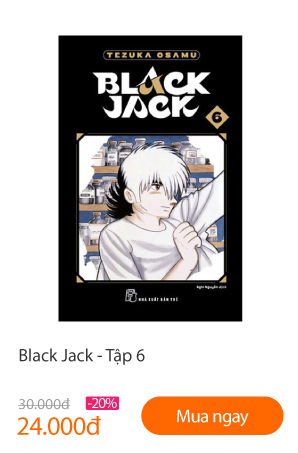 TEZUKA OSAMU
BLACK
JACK
6
Ngọc Nguyễn dịch
NHÀ XUẤT BẢN TRẺ
Black Jack - Tập 6
30.000đ -20%
24.000đ
Mua ngay